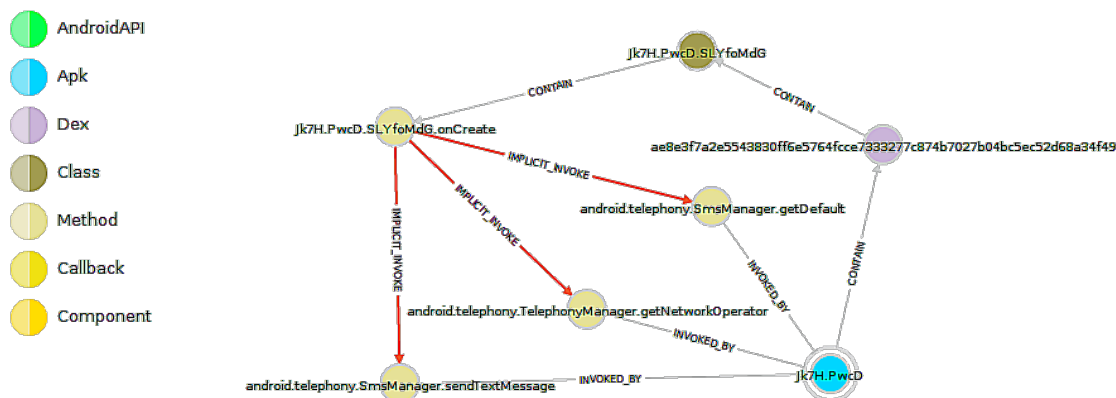 AndroidAPI
Apk
Dex
Class
Method
Callback
Component
Jk7H.PwcD.SLYfoMdG
CONTAIN
CONTAIN
Jk7H.PwcD.SLYfoMdG.onCreate
ae8e3f7a2e5543830ff6e5764fcce7333277c874b7027b04bc5ec52d68a34f49
IMPLICIT_INVOKE
IMPLICIT_INVOKE
IMPLICIT_INVOKE
android.telephony.SmsManager.getDefault
INVOKED_BY
CONTAIN
android.telephony.TelephonyManager.getNetworkOperator
INVOKED_BY
android.telephony.SmsManager.sendTextMessage
INVOKED_BY
Jk7H.PwcD